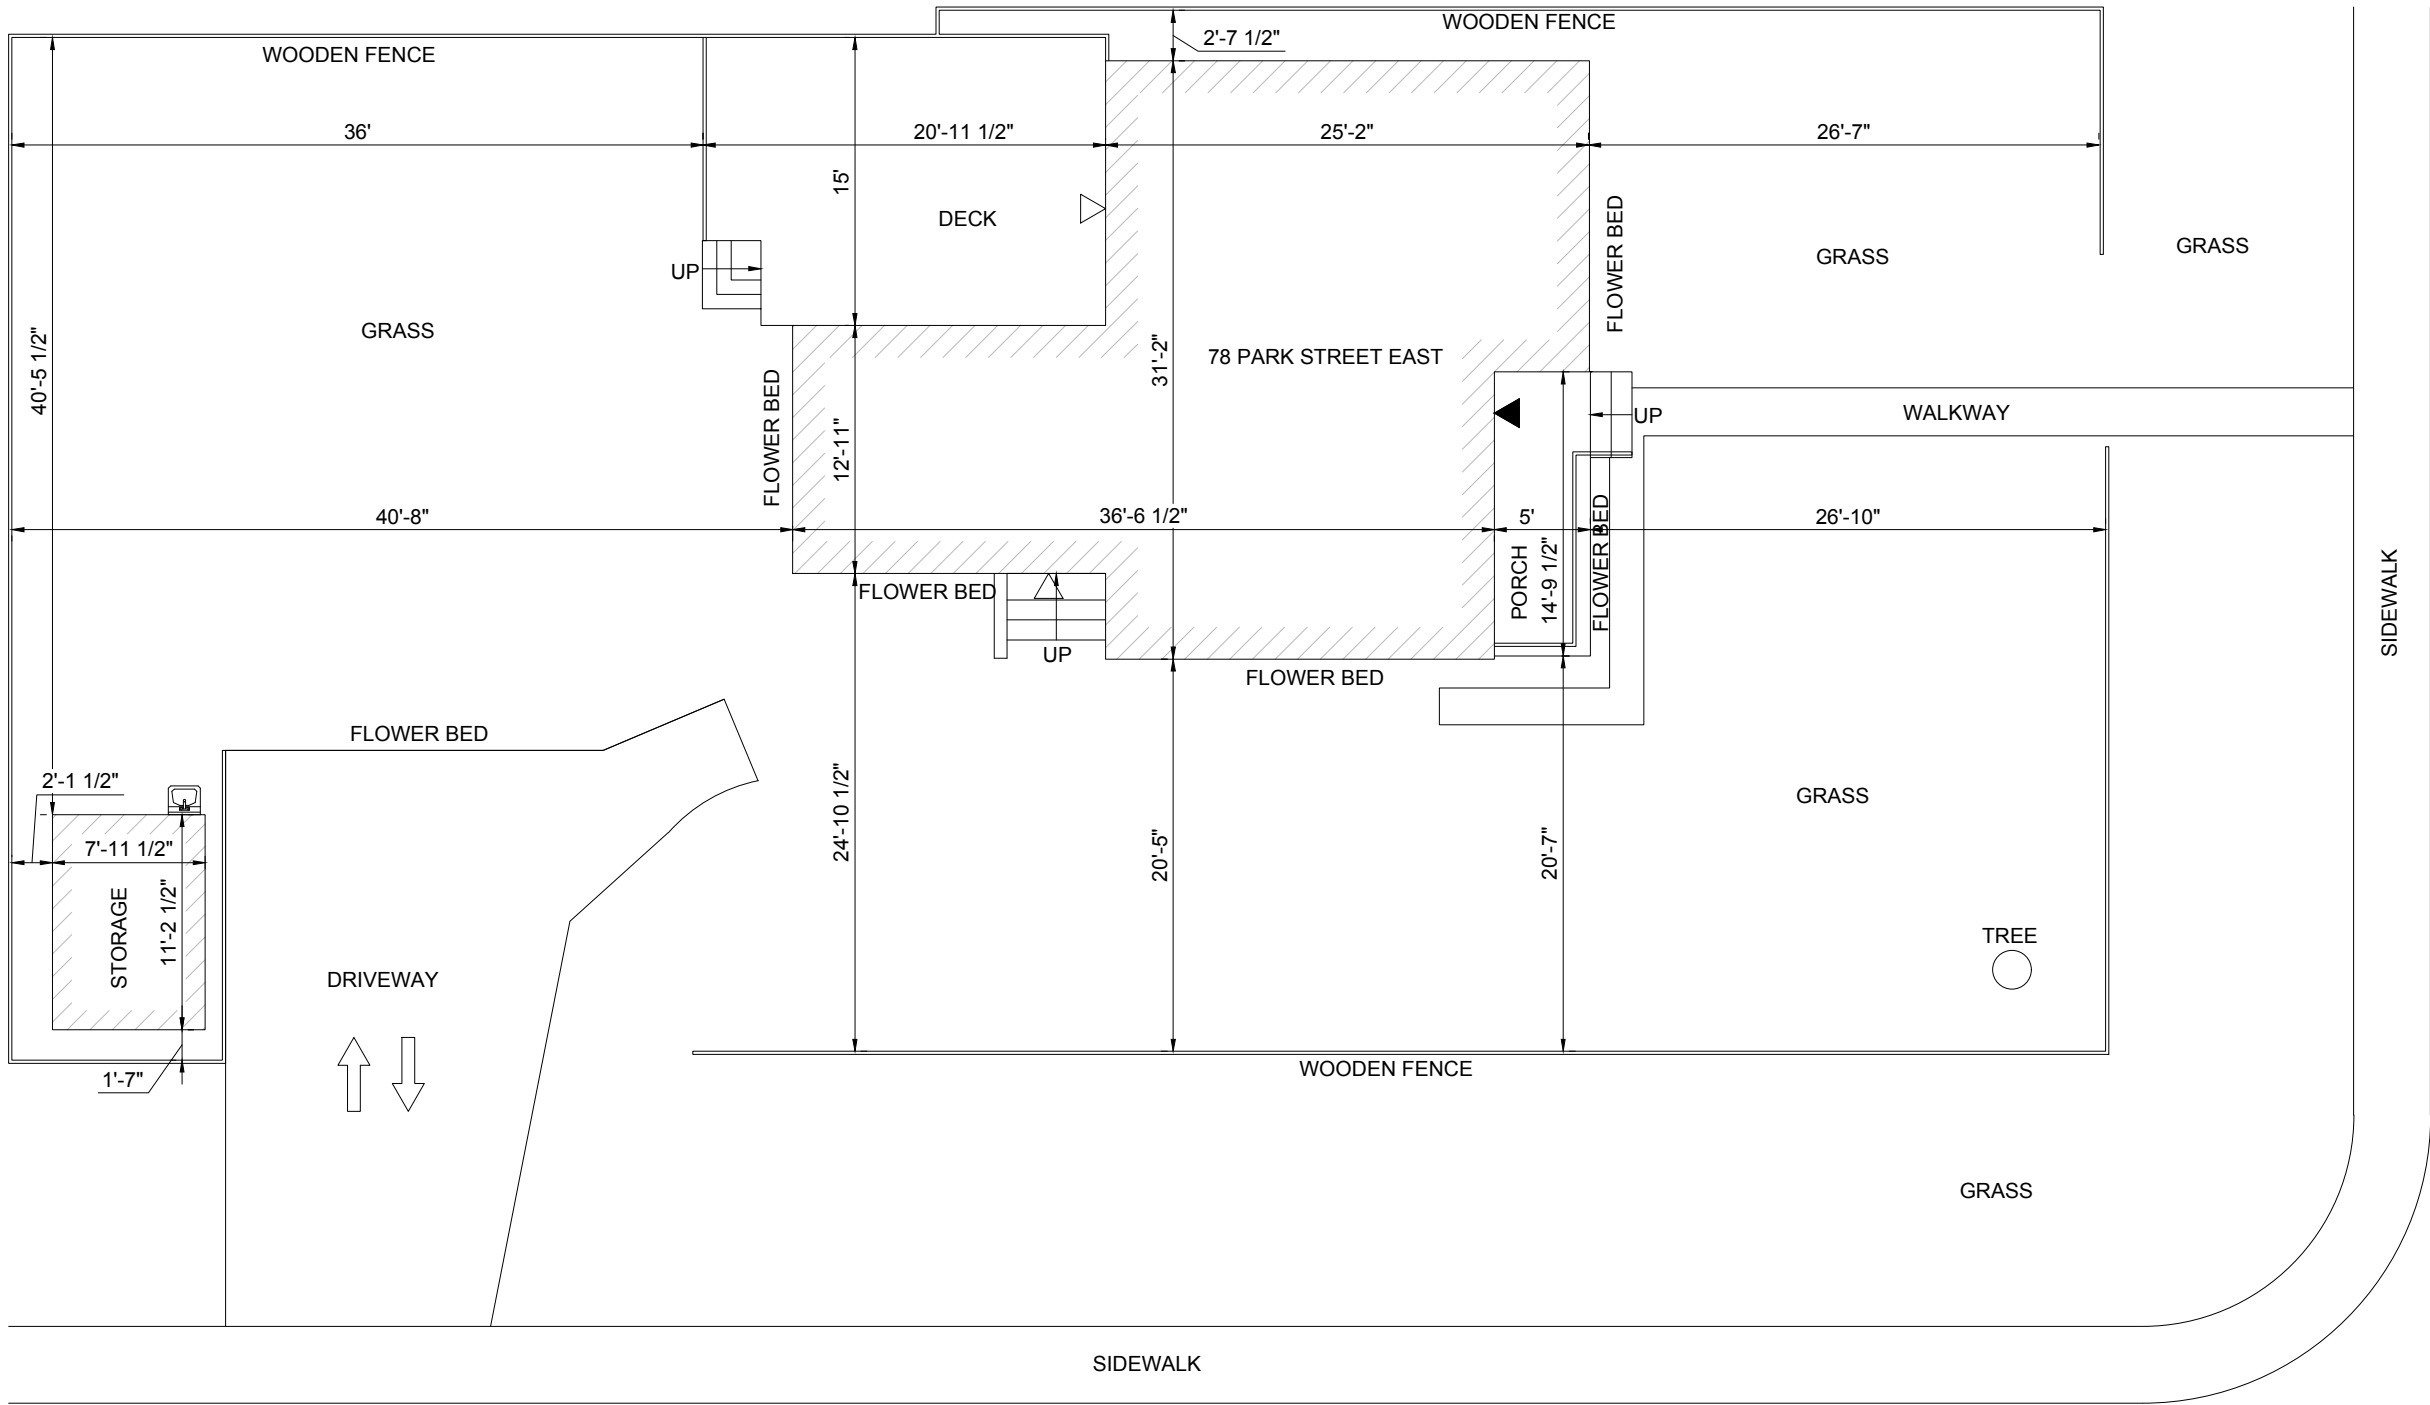 WOODEN FENCE
2'-7 1/2"
WOODEN FENCE
36'
20'-11 1/2"
25'-2"
26'-7"
15'
DECK
FLOWER BED
GRASS
GRASS
UP
GRASS
40'-5 1/2"
31'-2"
78 PARK STREET EAST
FLOWER BED
12'-11"
UP
WALKWAY
40'-8"
36'-6 1/2"
5'
26'-10"
PORCH
14'-9 1/2"
FLOWER BED
SIDEWALK
FLOWER BED
UP
FLOWER BED
FLOWER BED
2'-1 1/2"
24'-10 1/2"
20'-5"
20'-7"
GRASS
7'-11 1/2"
STORAGE
11'-2 1/2"
TREE
DRIVEWAY
1'-7"
WOODEN FENCE
GRASS
SIDEWALK